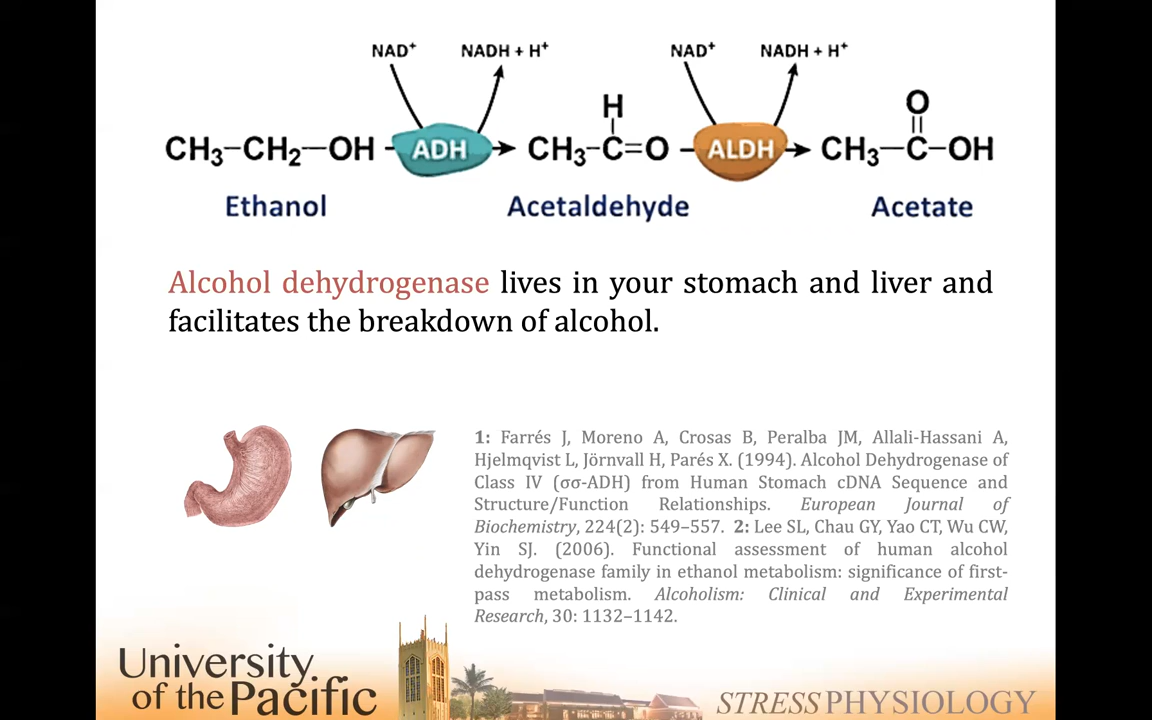 NAD⁺ NADH + H⁺ NAD⁺ NADH + H⁺
H O
CH₃−CH₂−OH ADH CH₃−C=O ALDH CH₃−C−OH
Ethanol Acetaldehyde Acetate
Alcohol dehydrogenase lives in your stomach and liver and
facilitates the breakdown of alcohol.
1: Farrés J, Moreno A, Crosas B, Peralba JM, Allali-Hassani A,
Hjelmqvist L, Jörnvall H, Parés X. (1994). Alcohol Dehydrogenase of
Class IV (σσ-ADH) from Human Stomach cDNA Sequence and
Structure/Function Relationships. European Journal of
Biochemistry, 224(2): 549–557. 2: Lee SL, Chau GY, Yao CT, Wu CW,
Yin SJ. (2006). Functional assessment of human alcohol
dehydrogenase family in ethanol metabolism: significance of first-
pass metabolism. Alcoholism: Clinical and Experimental
Research, 30: 1132–1142.
University
of the Pacific
STRESS PHYSIOLOGY